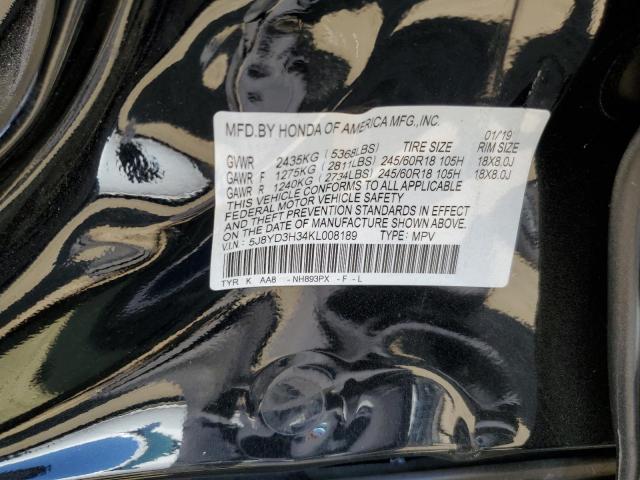 MFD.BY HONDA OF AMERICA MFG.,INC.
01/19
TIRE SIZE RIM SIZE
GVWR 2435KG (5368LBS)
GAWR F 1275KG (2811LBS) 245/60R18 105H 18X8.0J
GAWR R 1240KG (2734LBS) 245/60R18 105H 18X8.0J
THIS VEHICLE CONFORMS TO ALL APPLICABLE
FEDERAL MOTOR VEHICLE SAFETY
AND THEFT PREVENTION STANDARDS IN EFFECT
ON THE DATE OF MANUFACTURE SHOWN ABOVE.
V.I.N: 5J8YD3H34KL008189 TYPE: MPV
TYR K AA8 -NH893PX -F -L